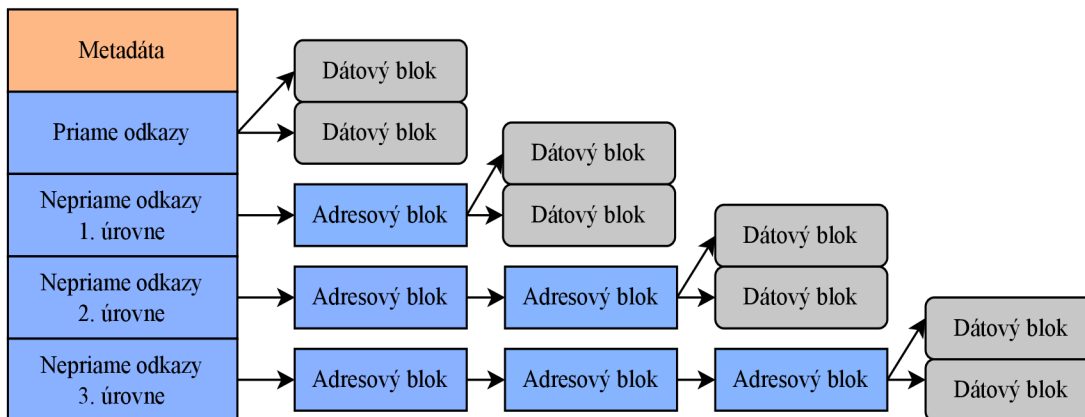 Metadáta
Dátový blok
Priame odkazy
Dátový blok
Dátový blok
Nepriame odkazy
1. úrovne
Adresový blok
Dátový blok
Dátový blok
Nepriame odkazy
2. úrovne
Adresový blok
Adresový blok
Dátový blok
Dátový blok
Nepriame odkazy
3. úrovne
Adresový blok
Adresový blok
Adresový blok
Dátový blok